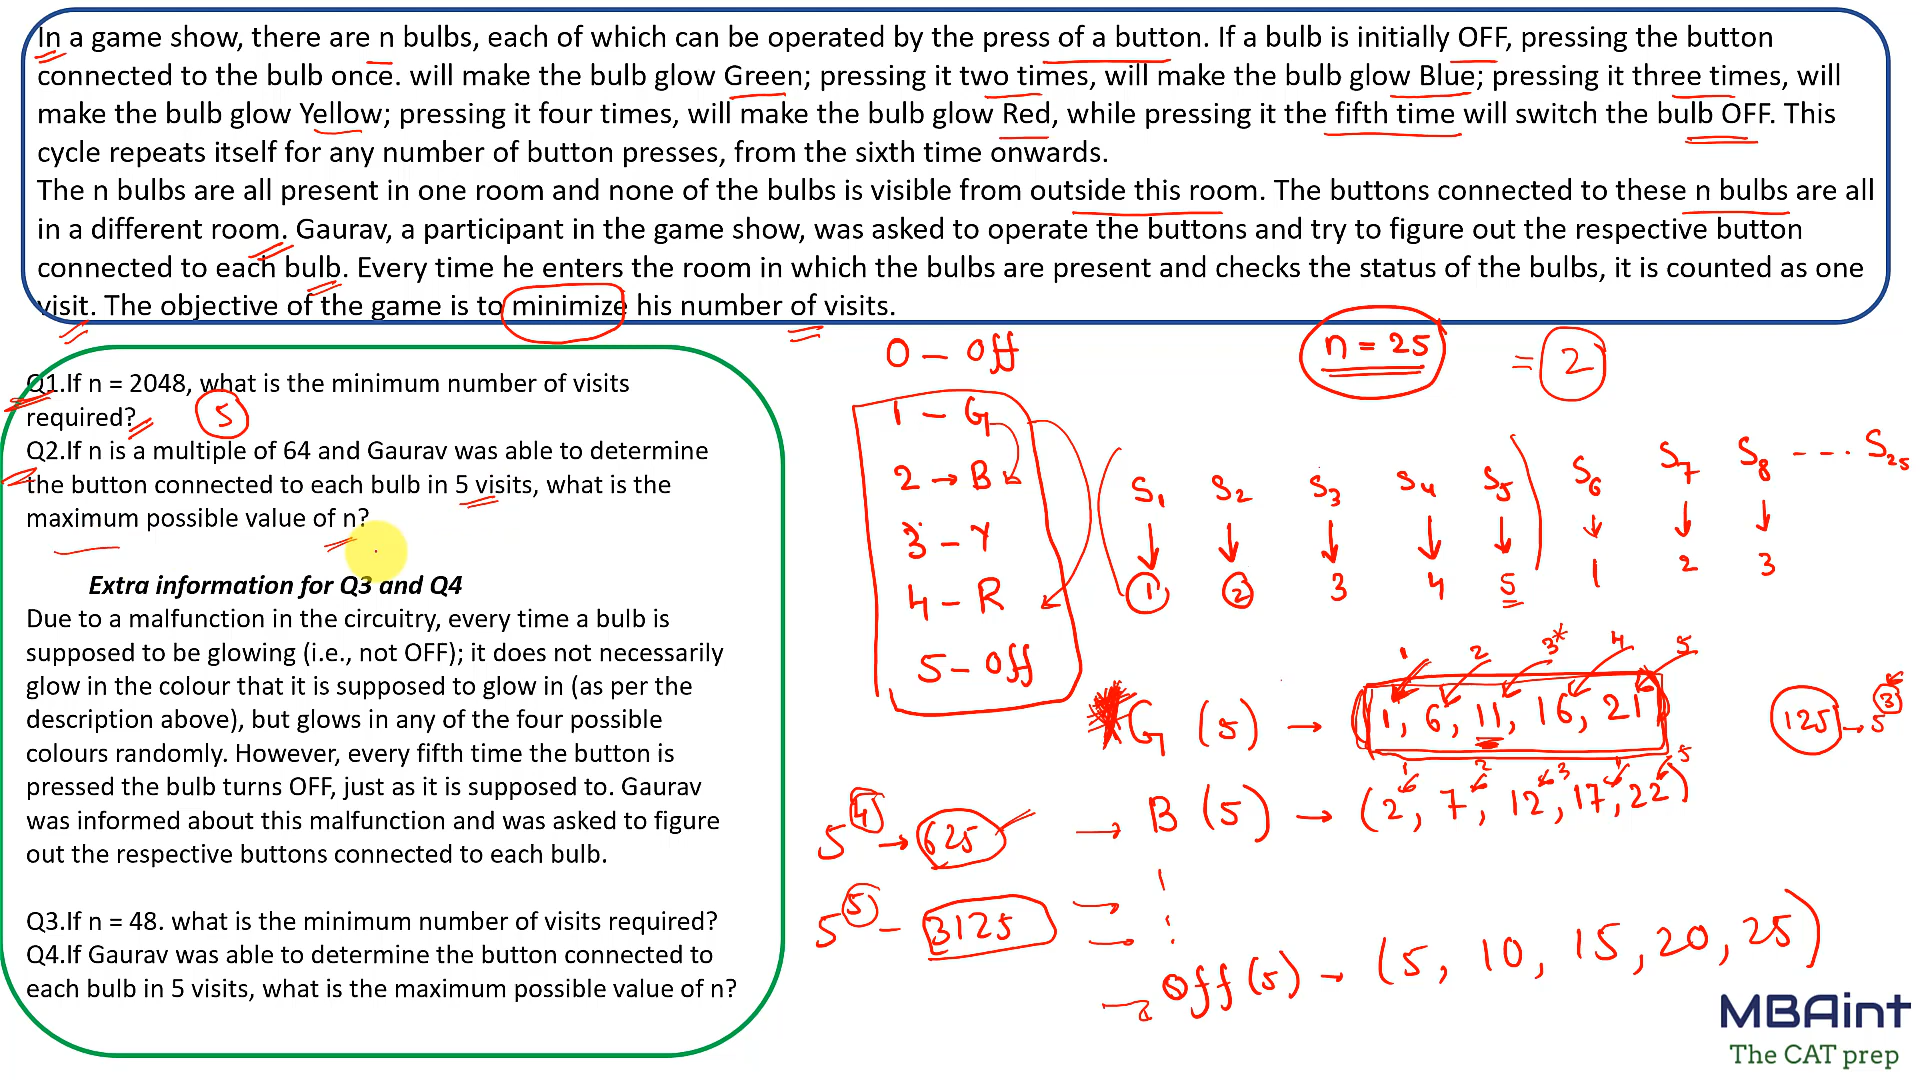 In a game show, there are n bulbs, each of which can be operated by the press of a button. If a bulb is initially OFF, pressing the button
connected to the bulb once. will make the bulb glow Green; pressing it two times, will make the bulb glow Blue; pressing it three times, will
make the bulb glow Yellow; pressing it four times, will make the bulb glow Red, while pressing it the fifth time will switch the bulb OFF. This
cycle repeats itself for any number of button presses, from the sixth time onwards.
The n bulbs are all present in one room and none of the bulbs is visible from outside this room. The buttons connected to these n bulbs are all
in a different room. Gaurav, a participant in the game show, was asked to operate the buttons and try to figure out the respective button
connected to each bulb. Every time he enters the room in which the bulbs are present and checks the status of the bulbs, it is counted as one
visit. The objective of the game is to minimize his number of visits.
Q1.If n = 2048, what is the minimum number of visits
required? 5
Q2.If n is a multiple of 64 and Gaurav was able to determine
the button connected to each bulb in 5 visits, what is the
maximum possible value of n?
Extra information for Q3 and Q4
Due to a malfunction in the circuitry, every time a bulb is
supposed to be glowing (i.e., not OFF); it does not necessarily
glow in the colour that it is supposed to glow in (as per the
description above), but glows in any of the four possible
colours randomly. However, every fifth time the button is
pressed the bulb turns OFF, just as it is supposed to. Gaurav
was informed about this malfunction and was asked to figure
out the respective buttons connected to each bulb.
Q3.If n = 48. what is the minimum number of visits required?
Q4.If Gaurav was able to determine the button connected to
each bulb in 5 visits, what is the maximum possible value of n?
0 - Off
1 - G
2 → B
3 - Y
4 - R
5 - Off
n = 25 = 2
S1 S2 S3 S4 S5 S6 S7 S8 ---- S25
1 2 3 4 5 1 2 3
1 2 3* 4 5
G (5) → (1, 6, 11, 16, 21)
125 → 5^3
1 2 3 4 5
B (5) → (2, 7, 12, 17, 22)
5^4 → 625
5^5 - 3125
Off (5) → (5, 10, 15, 20, 25)
MBAint
The CAT prep